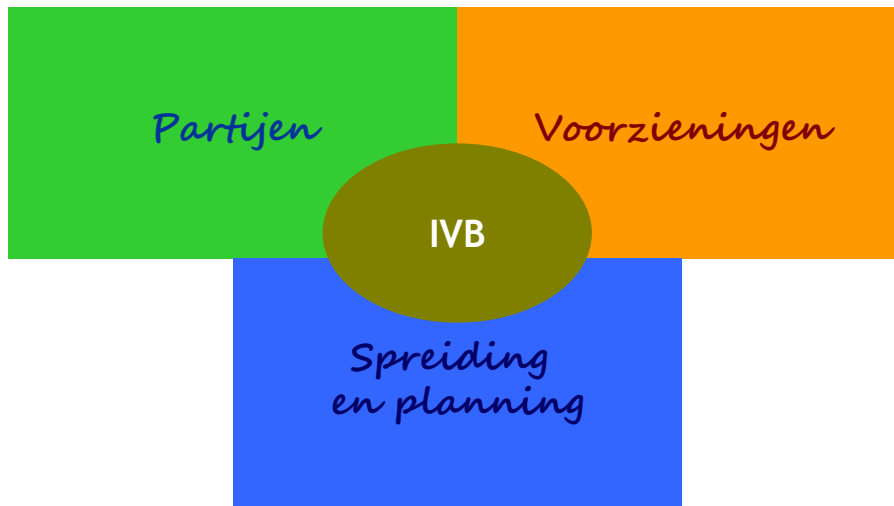 Partijen
Voorzieningen
IVB
Spreiding
en planning